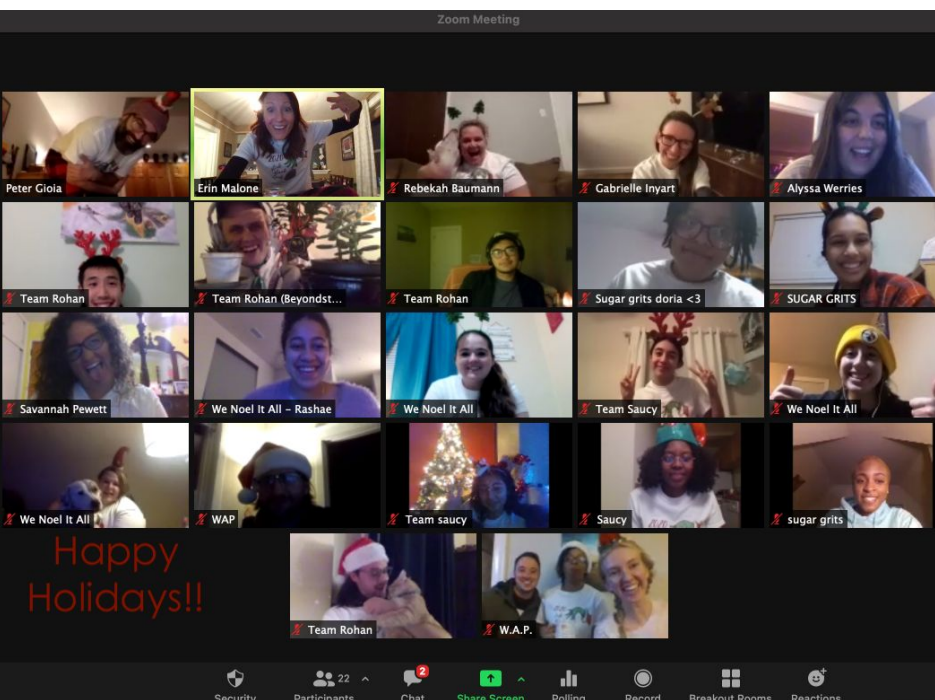 Zoom Meeting
Peter Gioia
Erin Malone
Rebekah Baumann
Gabrielle Inyart
Alyssa Werries
Team Rohan
Team Rohan (Beyondst...
Team Rohan
Sugar grits doria <3
SUGAR GRITS
Savannah Pewett
We Noel It All – Rashae
We Noel It All
Team Saucy
We Noel It All
We Noel It All
WAP
Team saucy
Saucy
sugar grits
Happy
Holidays!!
Team Rohan
W.A.P.
22
2
Security
Participants
Chat
Share Screen
Polling
Record
Breakout Rooms
Reactions